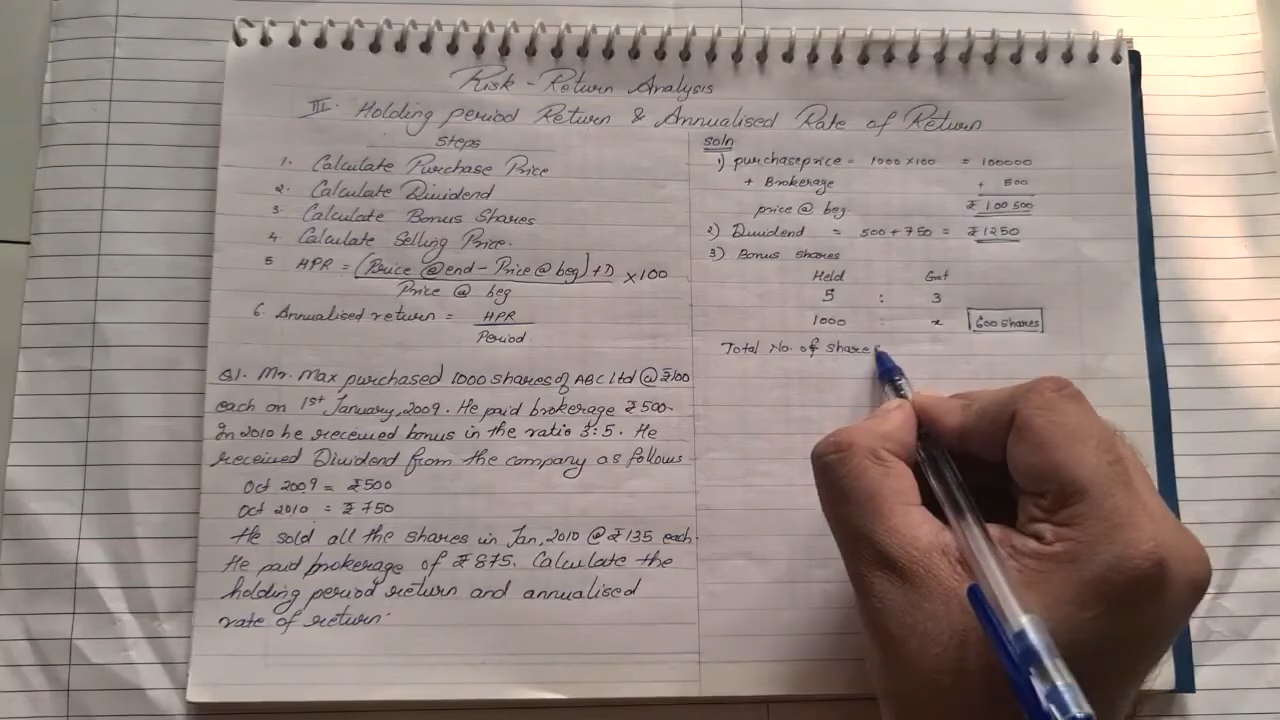 Risk - Return Analysis
III. Holding period Return & Annualised Rate of Return
Steps
1. Calculate Purchase Price
2. Calculate Dividend
3. Calculate Bonus Shares
4 Calculate Selling Price.
5 HPR = (Price @ end - Price @ beg) + D × 100
Price @ beg
6. Annualised return = HPR
Period.
Q1. Mr. Max purchased 1000 shares of ABC Ltd @ ₹100
each on 1st January, 2009. He paid brokerage ₹500.
In 2010 he received bonus in the ratio 3:5. He
received Dividend from the company as follows
Oct 2009 = ₹500
Oct 2010 = ₹750
He sold all the shares in Jan, 2010 @ ₹135 each.
He paid brokerage of ₹875. Calculate the
holding period return and annualised
rate of return.
Soln
1) purchase price = 1000 × 100 = 100000
+ Brokerage + 500
price @ beg. ₹ 100500
2) Dividend = 500 + 750 = ₹1250
3) Bonus shares
Held Got
5 : 3
1000 : x 600 shares
Total No. of shares